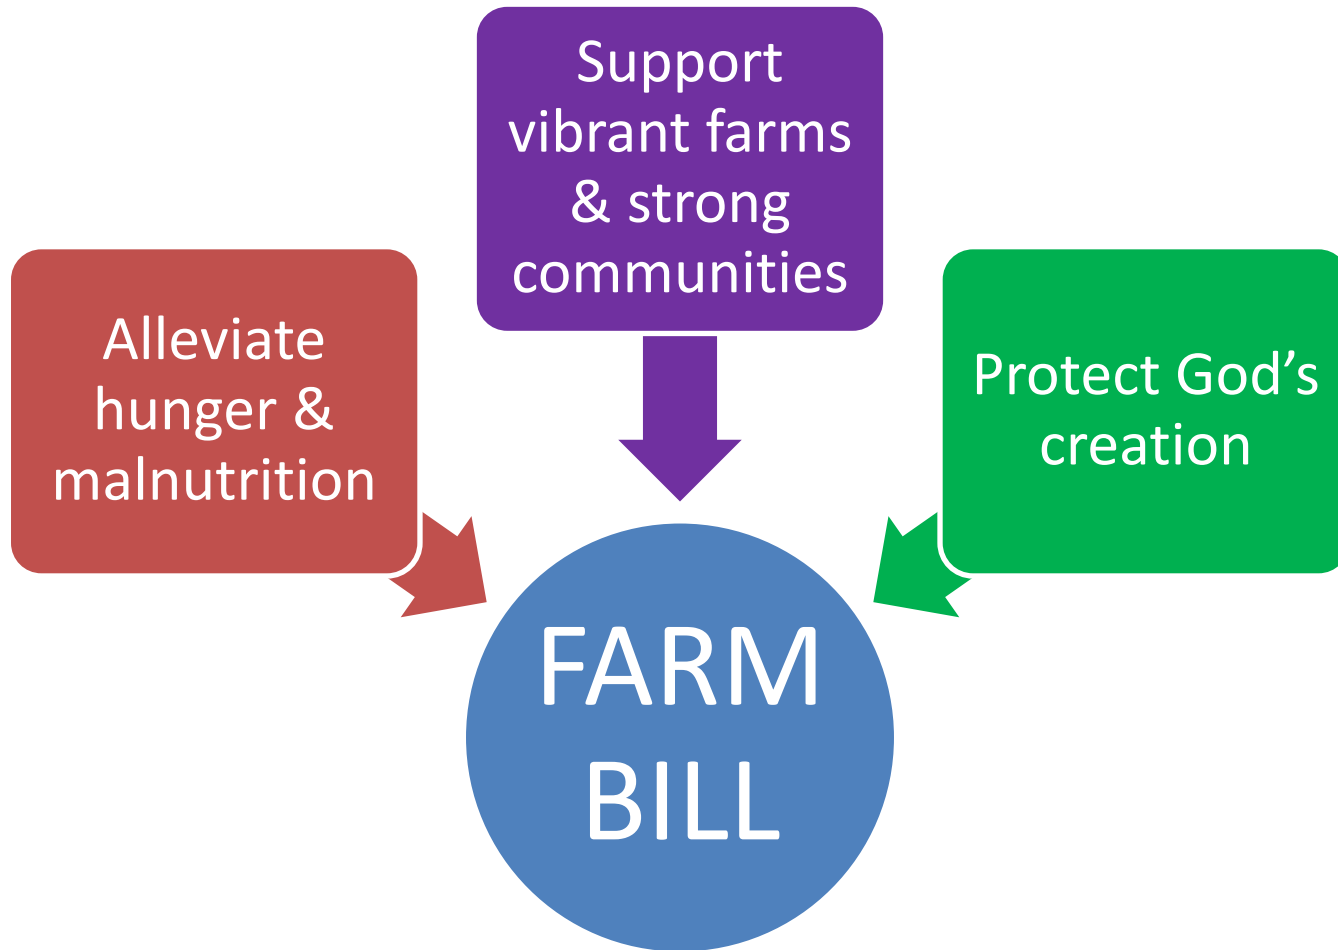 Support
vibrant farms
& strong
communities
Alleviate
hunger &
malnutrition
Protect God’s
creation
FARM
BILL